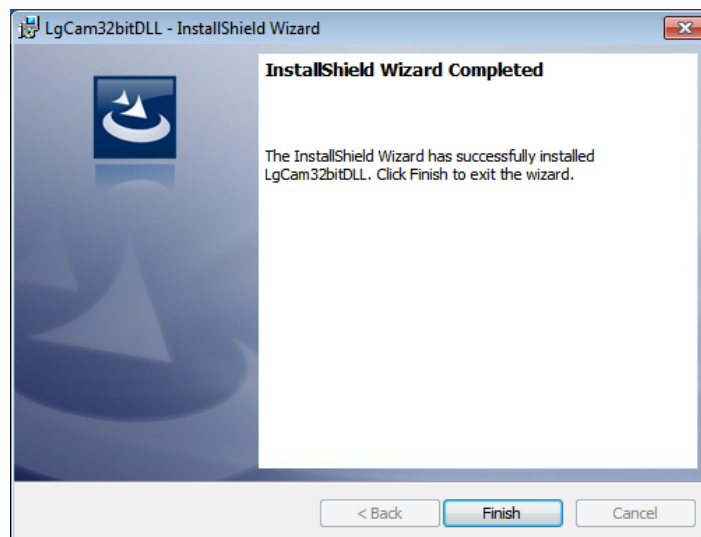 LgCam32bitDLL - InstallShield Wizard
InstallShield Wizard Completed
The InstallShield Wizard has successfully installed
LgCam32bitDLL. Click Finish to exit the wizard.
< Back Finish Cancel